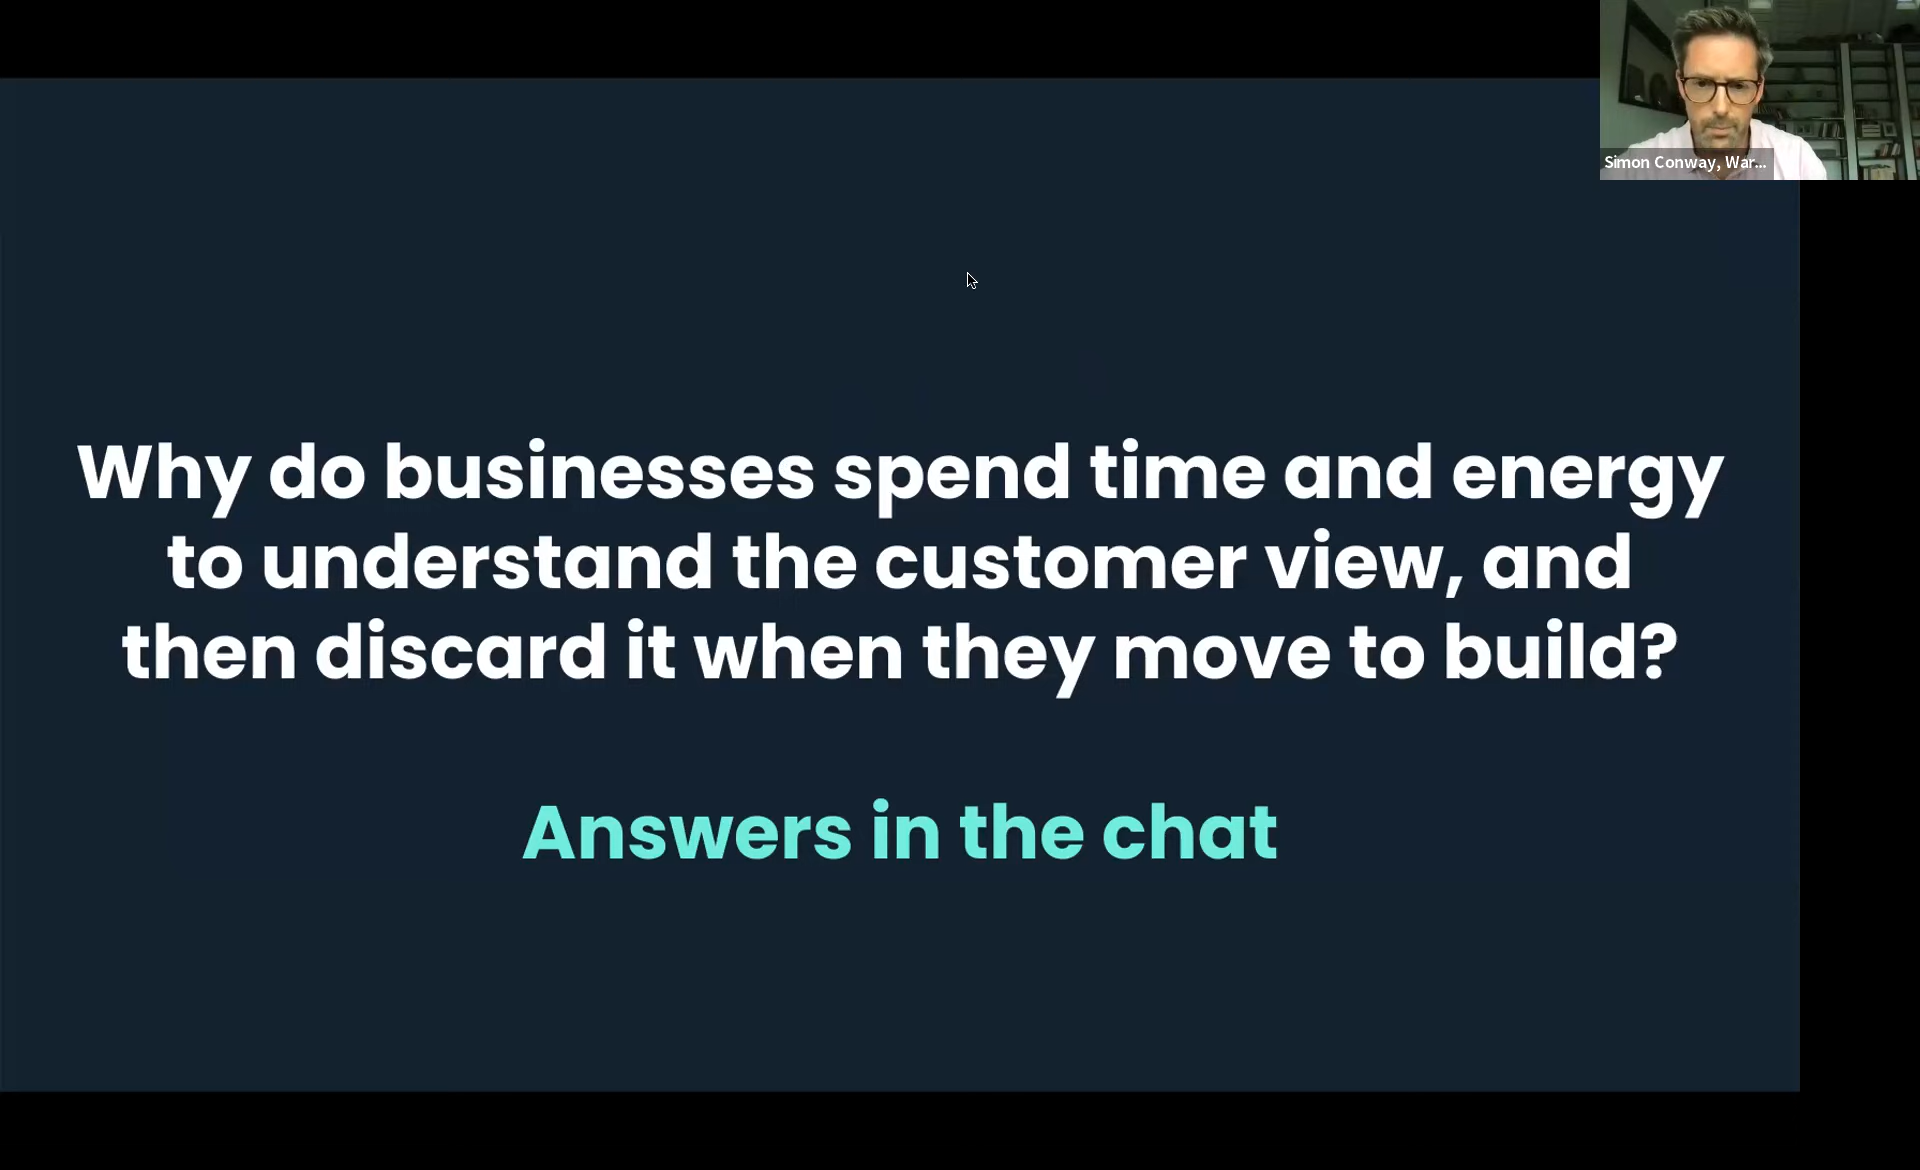 Simon Conway, War...
Why do businesses spend time and energy
to understand the customer view, and
then discard it when they move to build?
Answers in the chat